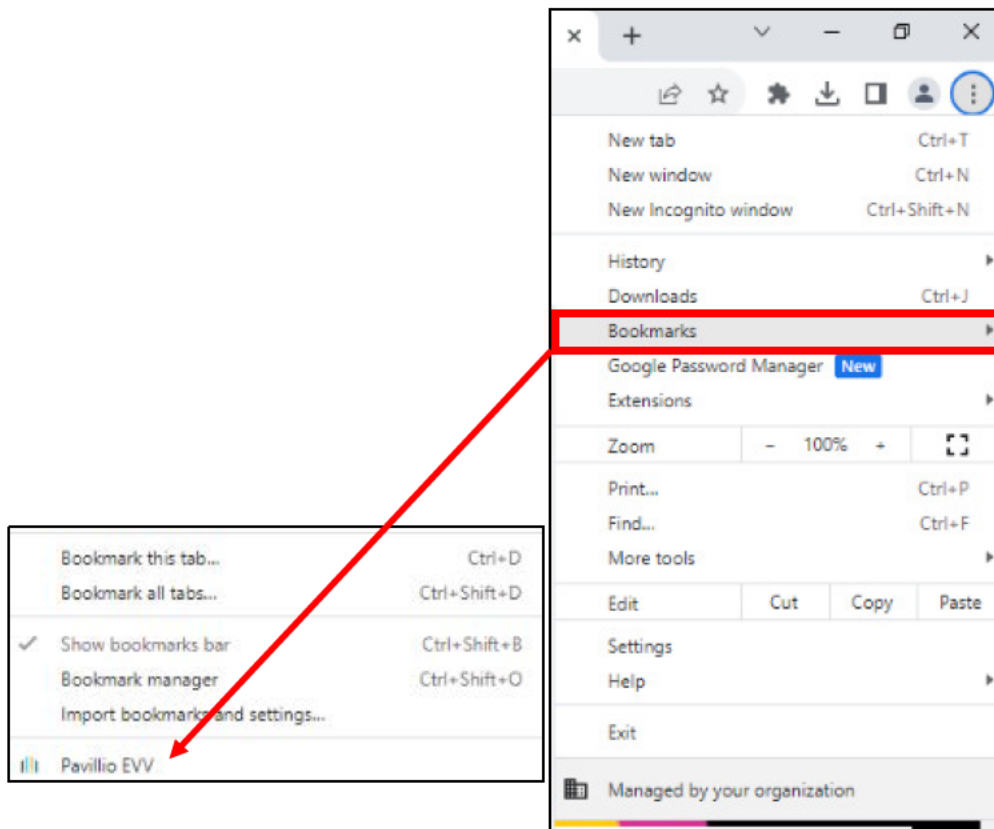 New tab Ctrl+T
New window Ctrl+N
New Incognito window Ctrl+Shift+N
History
Downloads Ctrl+J
Bookmarks
Google Password Manager New
Extensions
Zoom - 100% +
Print... Ctrl+P
Find... Ctrl+F
More tools
Edit Cut Copy Paste
Settings
Help
Exit
Managed by your organization
Bookmark this tab... Ctrl+D
Bookmark all tabs... Ctrl+Shift+D
Show bookmarks bar Ctrl+Shift+B
Bookmark manager Ctrl+Shift+O
Import bookmarks and settings...
Pavillio EVV